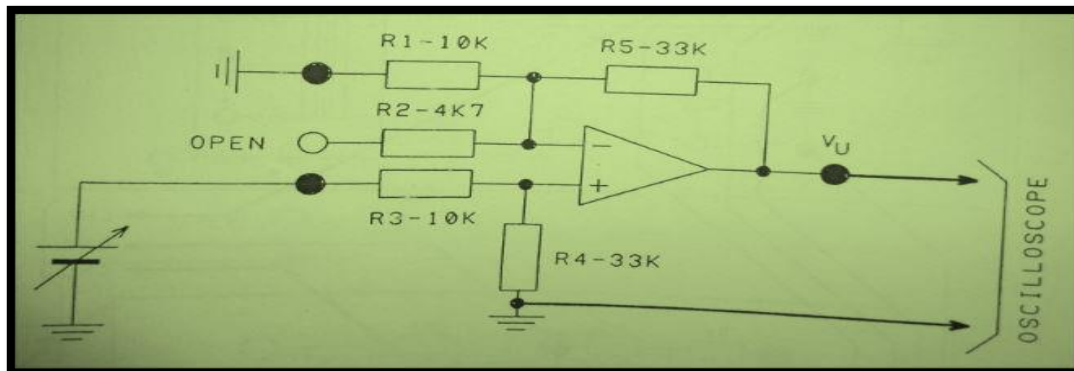 R1-10K
R5-33K
R2-4K7
OPEN
−
+
VU
R3-10K
R4-33K
OSCILLOSCOPE